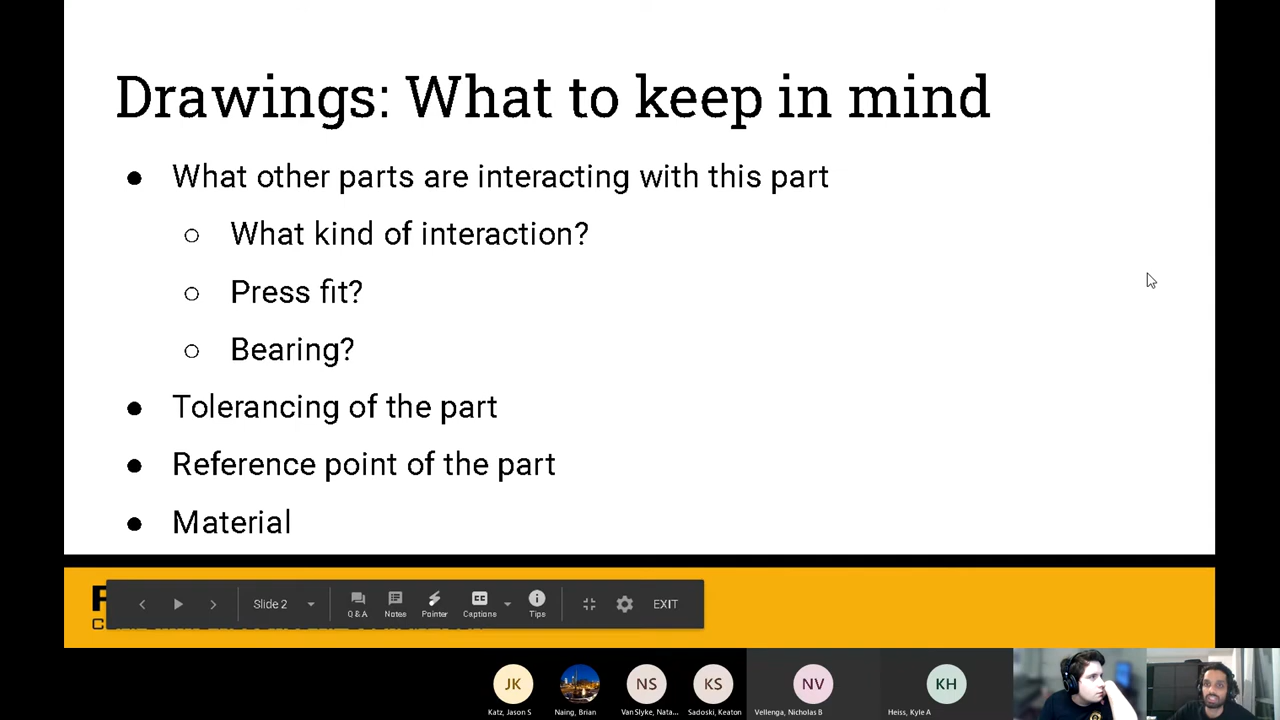 Drawings: What to keep in mind
● What other parts are interacting with this part
○ What kind of interaction?
○ Press fit?
○ Bearing?
● Tolerancing of the part
● Reference point of the part
● Material
Slide 2
Q & A
Notes
Pointer
CC
Captions
Tips
EXIT
JK
NS
KS
NV
KH
Katz, Jason S
Naing, Brian
Van Slyke, Nata...
Sadoski, Keaton
Vellenga, Nicholas B
Heiss, Kyle A